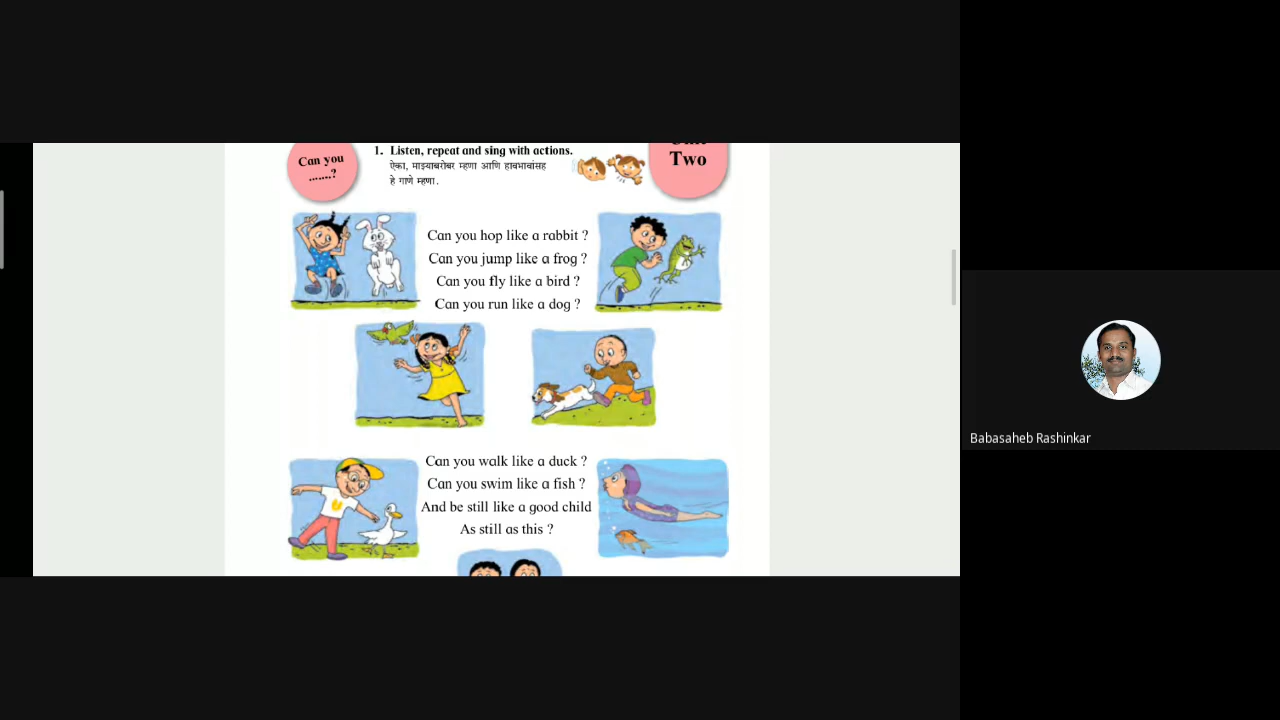 Can you
.......?
1. Listen, repeat and sing with actions.
ऐका, माझ्याबरोबर म्हणा आणि हावभावांसह
हे गाणे म्हणा.
Two
Can you hop like a rabbit ?
Can you jump like a frog ?
Can you fly like a bird ?
Can you run like a dog ?
Can you walk like a duck ?
Can you swim like a fish ?
And be still like a good child
As still as this ?
Babasaheb Rashinkar